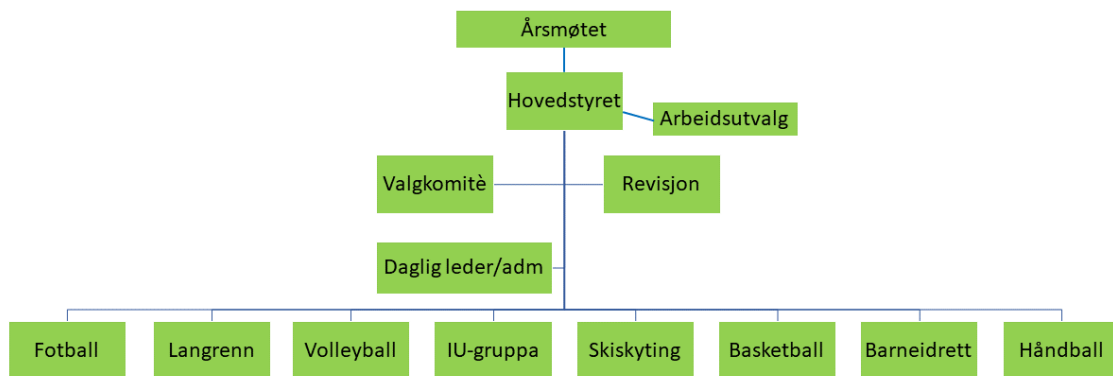 Årsmøtet
Hovedstyret
Arbeidsutvalg
Valgkomitè
Revisjon
Daglig leder/adm
Fotball
Langrenn
Volleyball
IU-gruppa
Skiskyting
Basketball
Barneidrett
Håndball